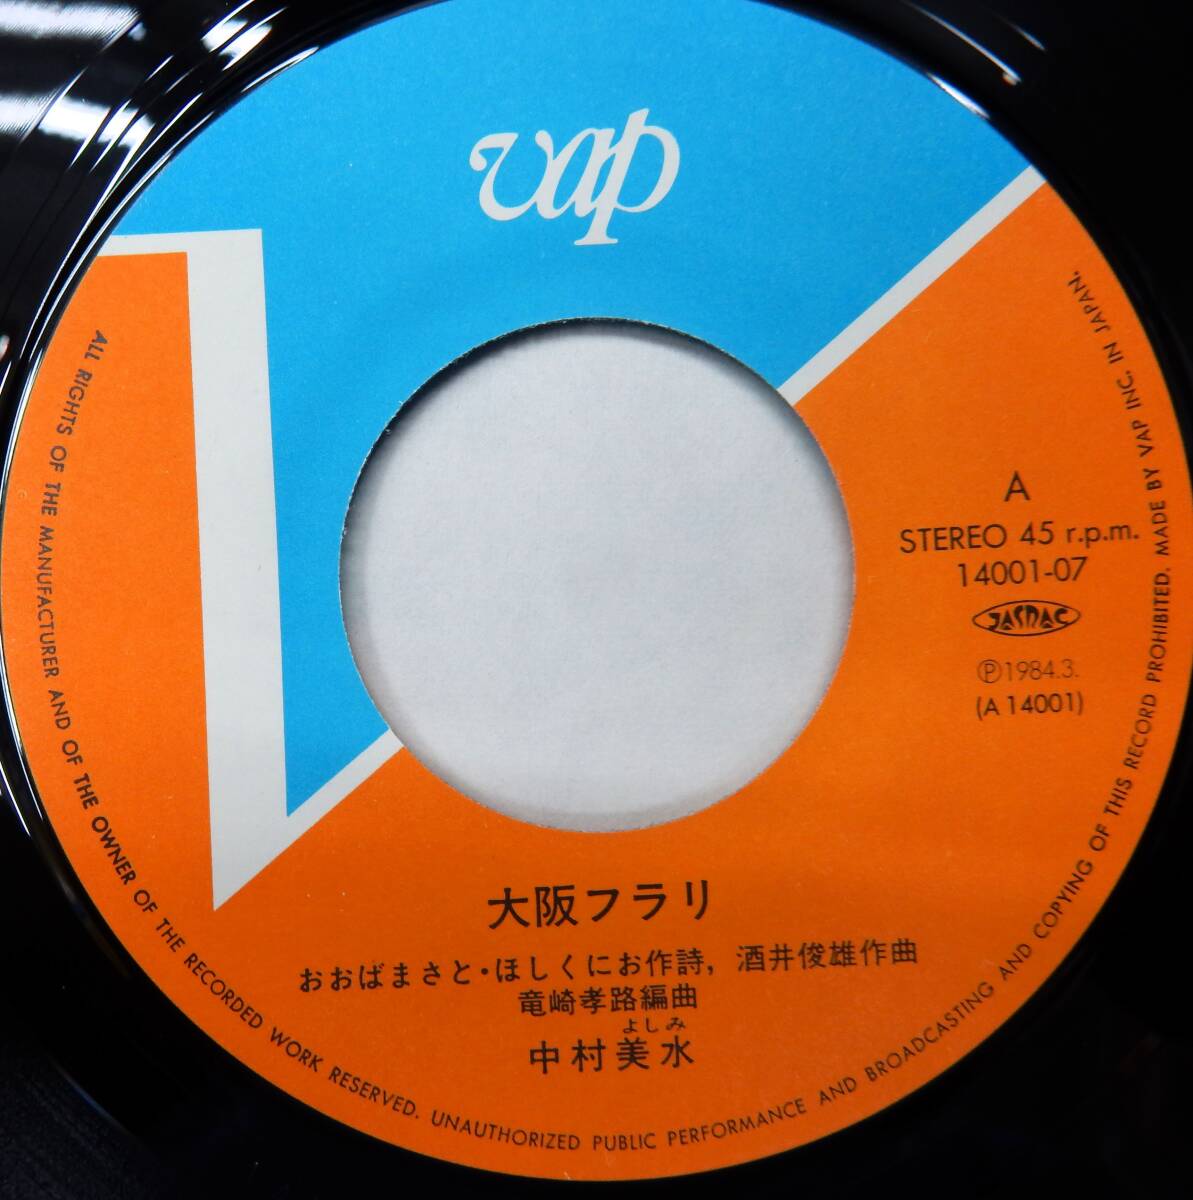 vap
A
STEREO 45 r.p.m.
14001-07
JASRAC
Ⓟ1984.3.
(A 14001)
大阪フラリ
おおばまさと・ほしくにお作詩, 酒井俊雄作曲
竜崎孝路編曲
よしみ
中村美水
ALL RIGHTS OF THE MANUFACTURER AND OF THE OWNER OF THE RECORDED WORK RESERVED. UNAUTHORIZED PUBLIC PERFORMANCE AND BROADCASTING AND COPYING OF THIS RECORD PROHIBITED. MADE BY VAP INC. IN JAPAN.